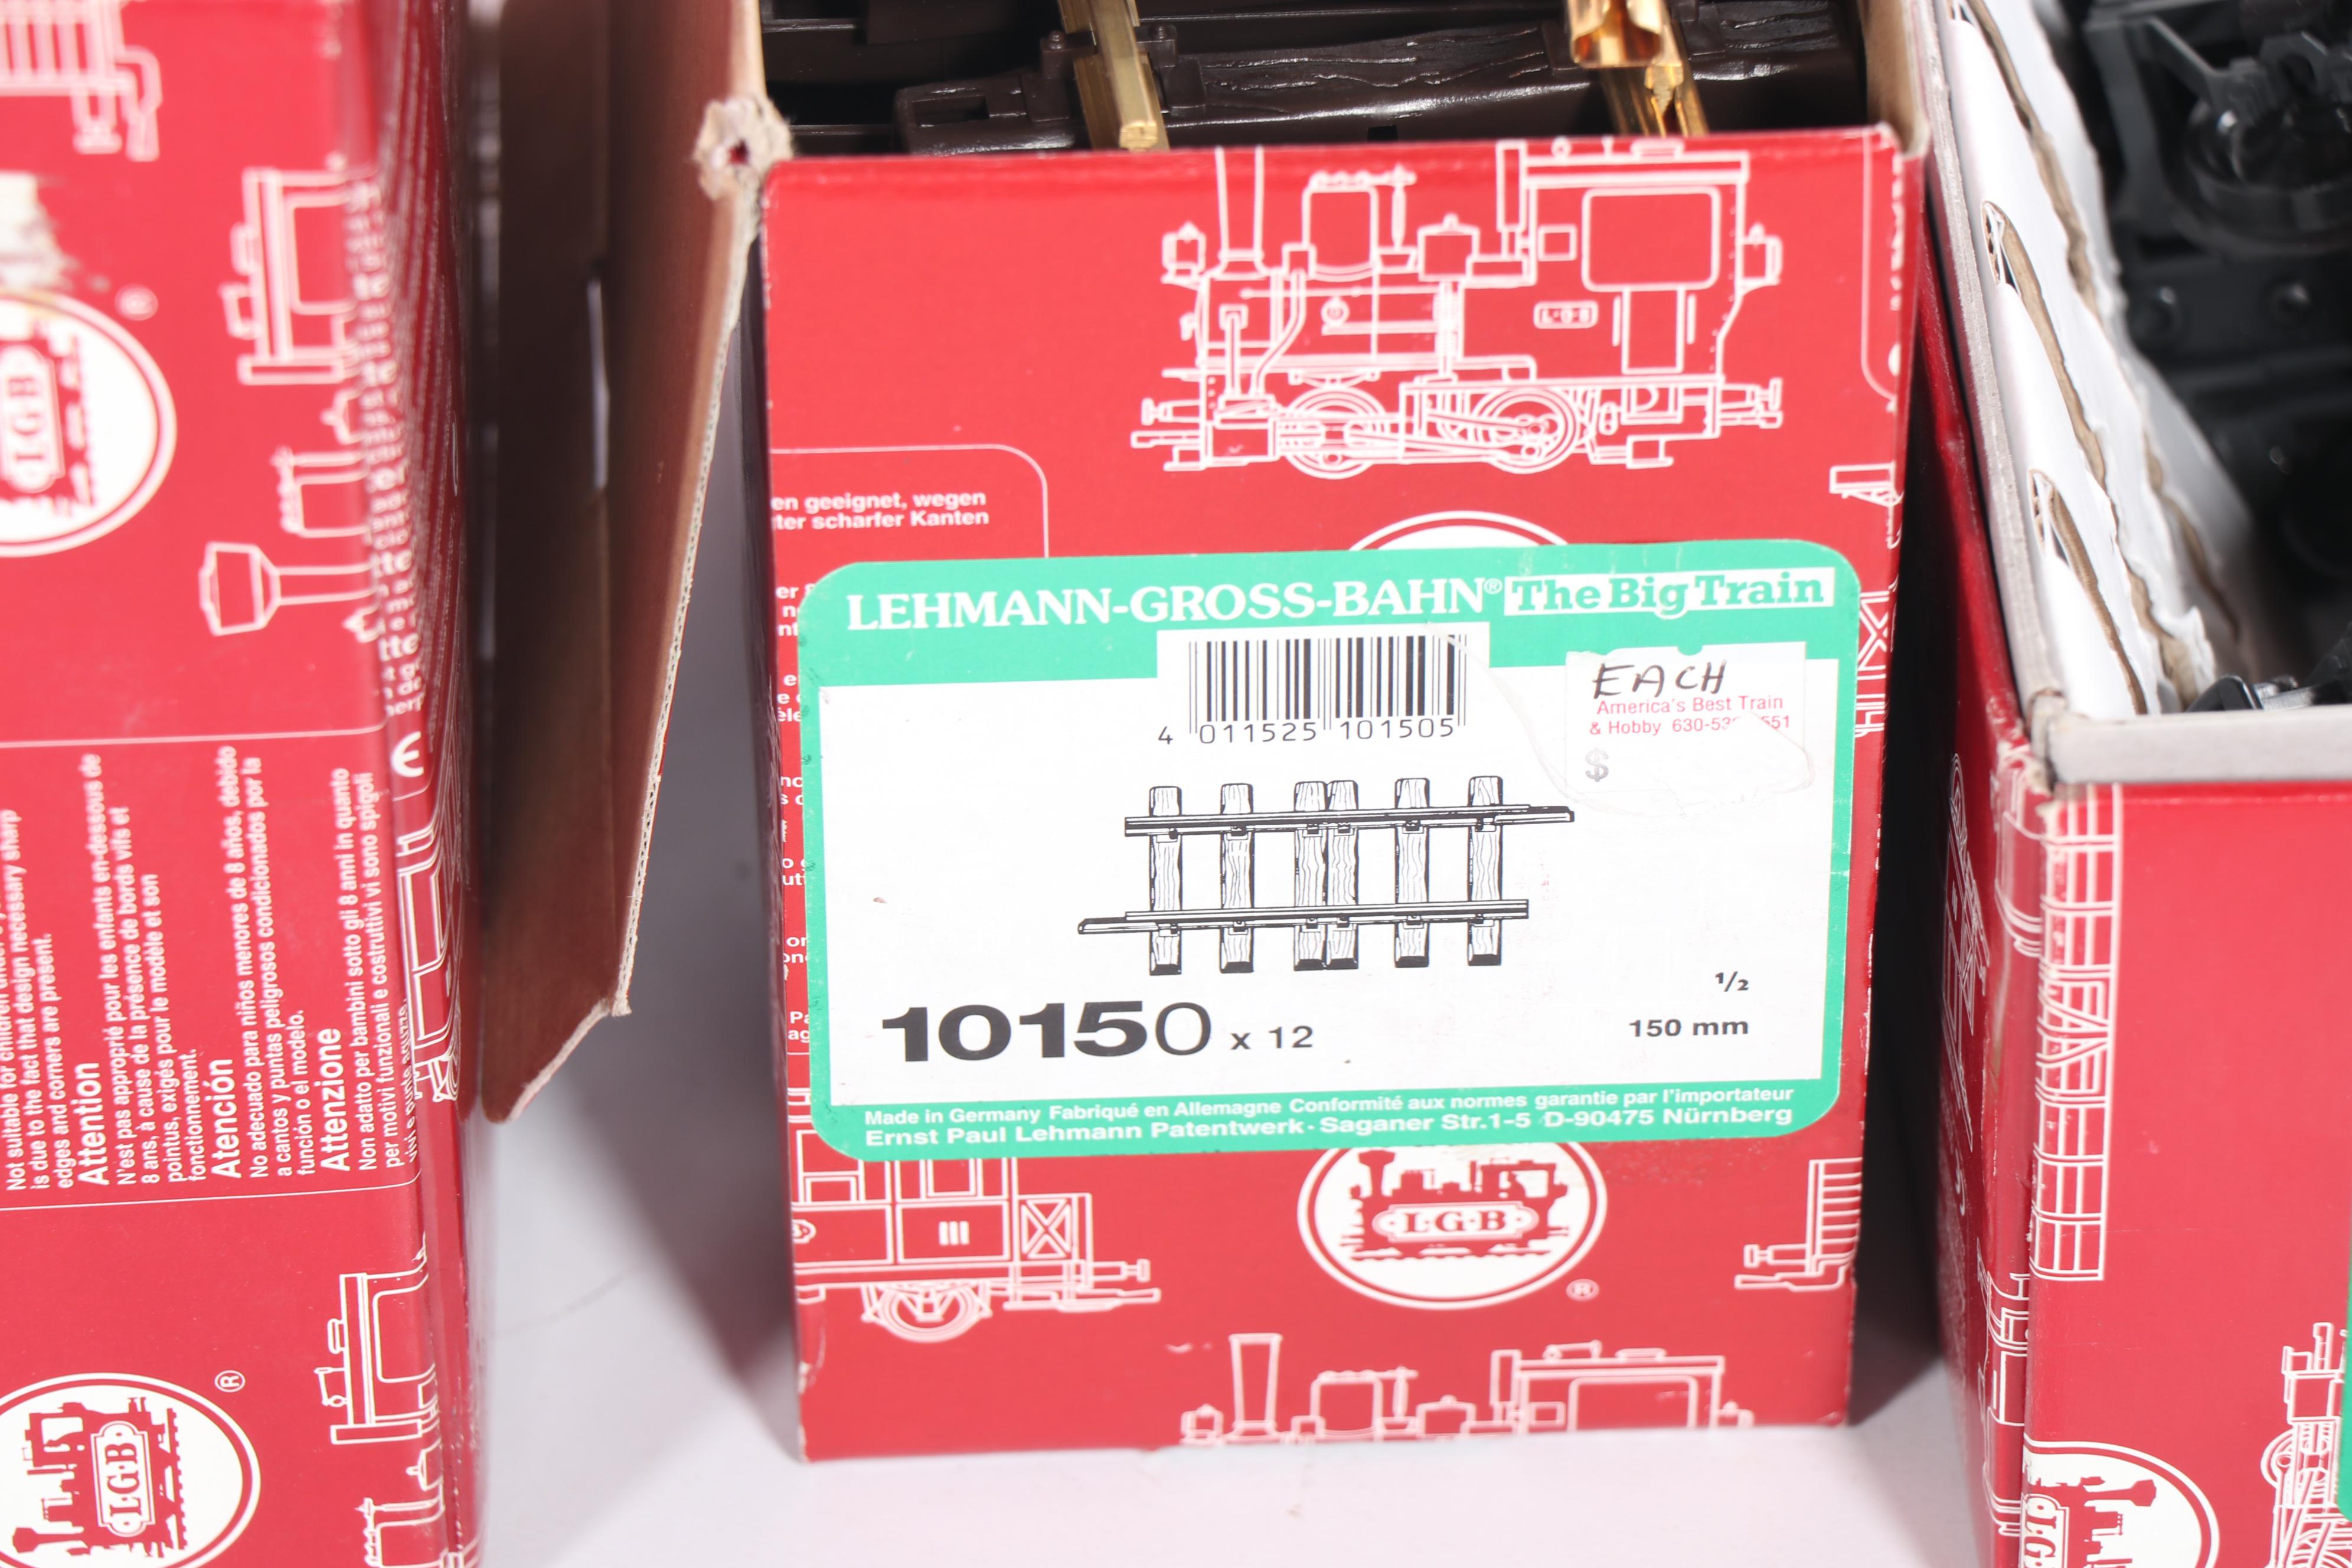 L·G·B
®
Not suitable for children
is due to the fact that design necessary sharp
edges and corners are present.
Attention
N'est pas approprié pour les enfants en-dessous de
8 ans, à cause de la présence de bords vifs et
pointus, exigés pour le modèle et son
fonctionnement.
Atención
No adecuado para niños menores de 8 años, debido
a cantos y puntas peligrosos condicionados por la
función o el modelo.
Attenzione
Non adatto per bambini sotto gli 8 anni in quanto
per motivi funzionali e costruttivi vi sono spigoli
®
L·G·B
L·G·B
en geeignet, wegen
ter scharfer Kanten
LEHMANN-GROSS-BAHN® The Big Train
4 011525 101505
EACH
America's Best Train
& Hobby 630-53 551
$
1/2
10150 x 12
150 mm
Made in Germany Fabriqué en Allemagne Conformité aux normes garantie par l'importateur
Ernst Paul Lehmann Patentwerk · Saganer Str.1-5 D-90475 Nürnberg
III
L·G·B
®
L·G